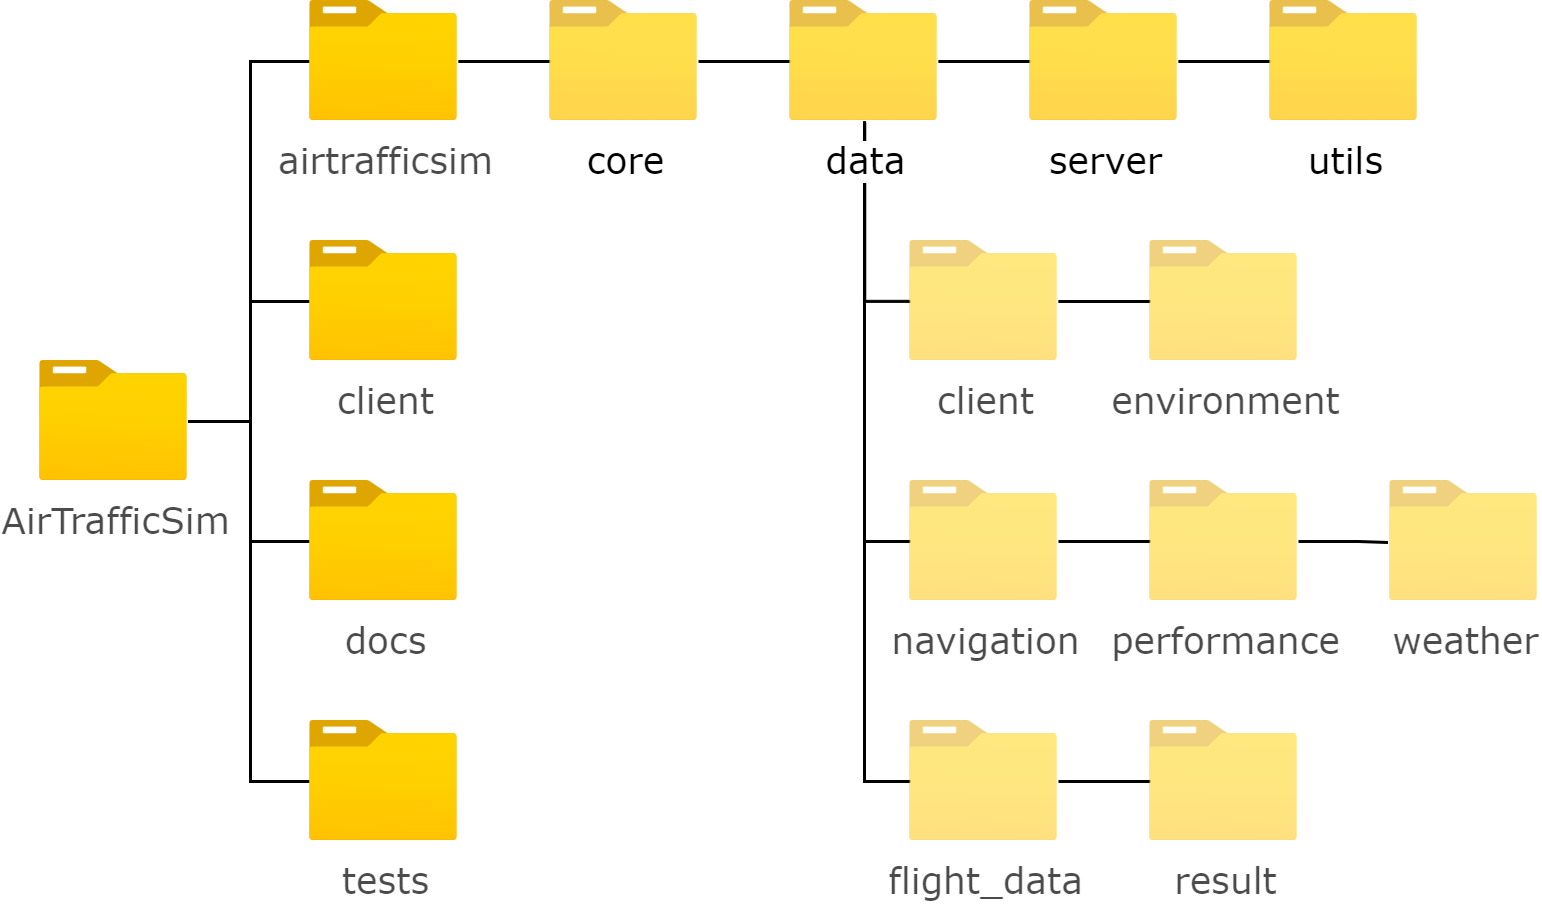 airtrafficsim core data server utils
client client environment
AirTrafficSim
docs navigation performance weather
tests flight_data result